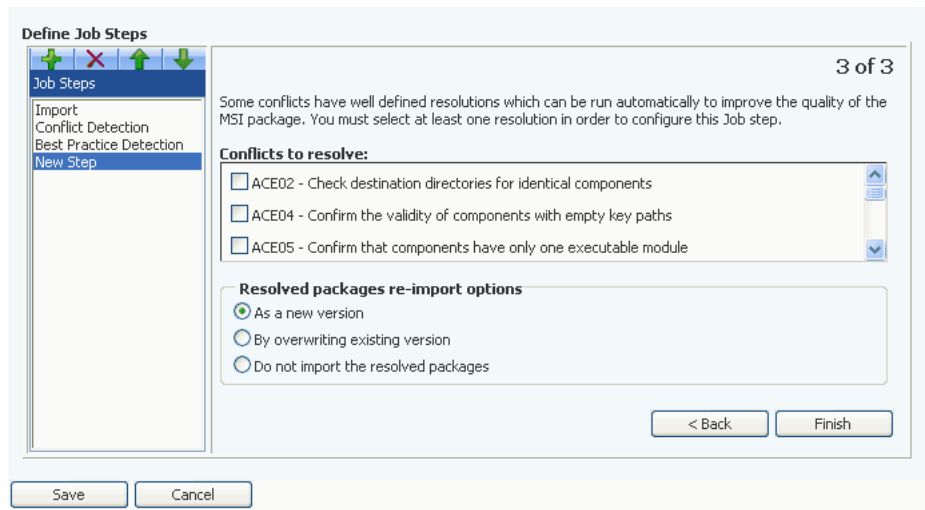 Define Job Steps
Job Steps
Import
Conflict Detection
Best Practice Detection
New Step
3 of 3
Some conflicts have well defined resolutions which can be run automatically to improve the quality of the
MSI package. You must select at least one resolution in order to configure this Job step.
Conflicts to resolve:
ACE02 - Check destination directories for identical components
ACE04 - Confirm the validity of components with empty key paths
ACE05 - Confirm that components have only one executable module
Resolved packages re-import options
As a new version
By overwriting existing version
Do not import the resolved packages
< Back
Finish
Save
Cancel